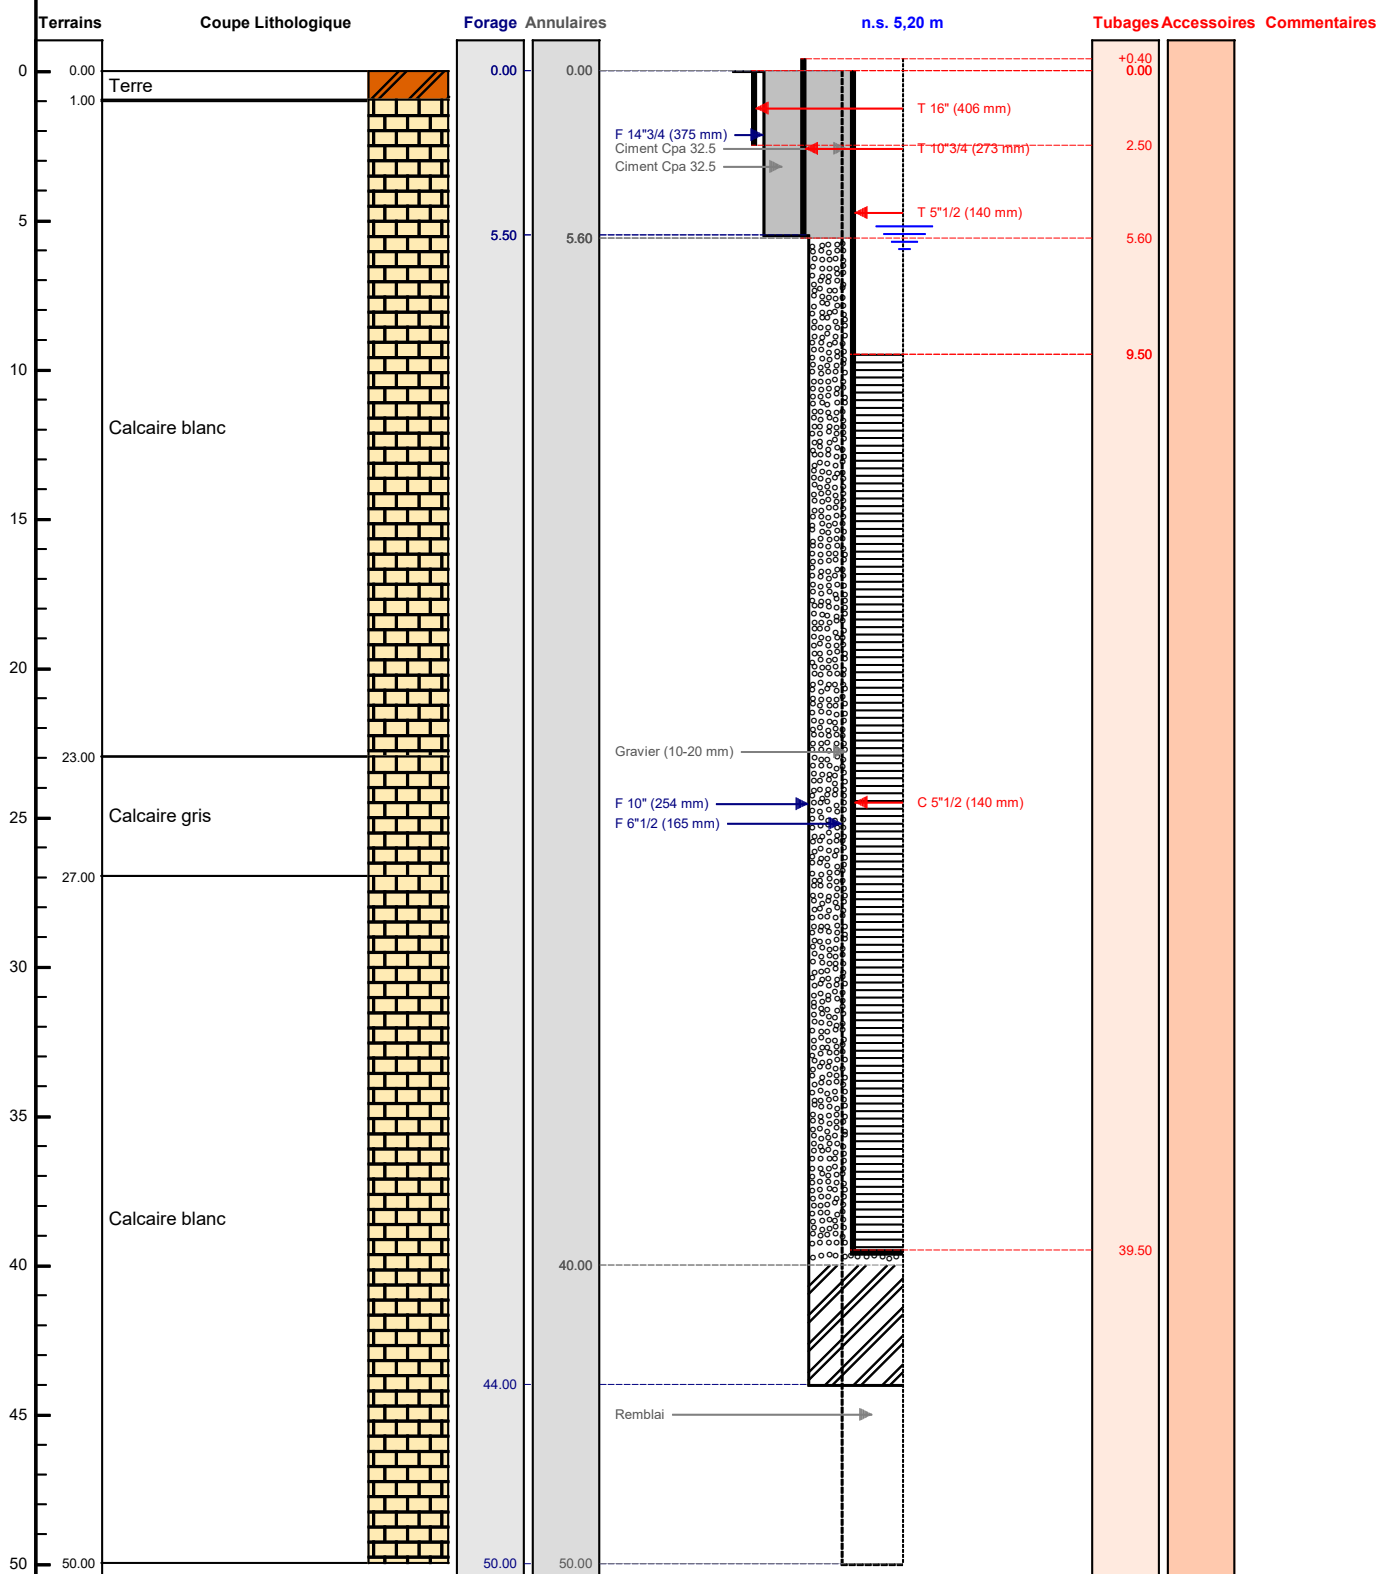 Terrains Coupe Lithologique Forage Annulaires n.s. 5,20 m Tubages Accessoires Commentaires
+0.40
0 0.00 0.00 0.00 0.00
Terre
1.00
T 16" (406 mm)
F 14"3/4 (375 mm)
Ciment Cpa 32.5 T 10"3/4 (273 mm) 2.50
Ciment Cpa 32.5
T 5"1/2 (140 mm)
5
5.50 5.60 5.60
9.50
10
Calcaire blanc
15
20
Gravier (10-20 mm)
23.00
F 10" (254 mm) C 5"1/2 (140 mm)
Calcaire gris
25 F 6"1/2 (165 mm)
27.00
30
35
Calcaire blanc
39.50
40 40.00
44.00
45 Remblai
50 50.00 50.00 50.00